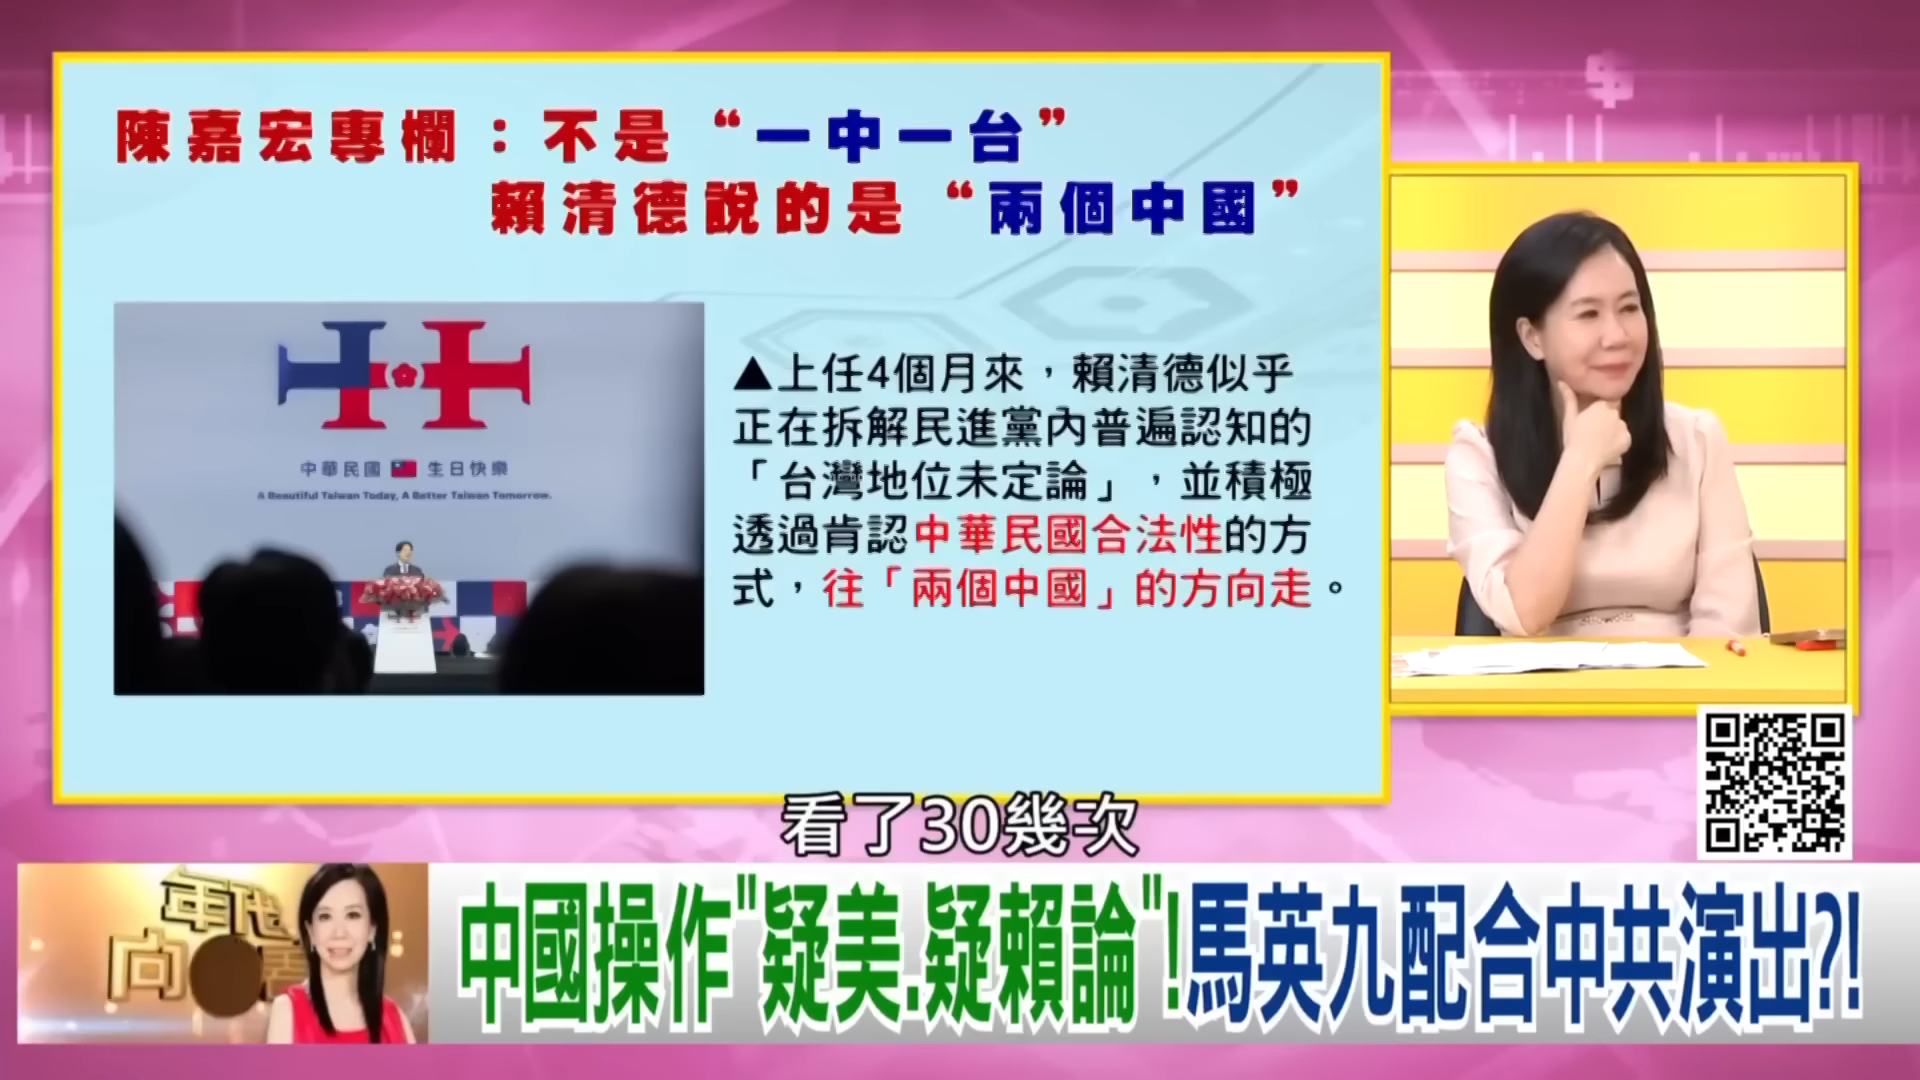 陳嘉宏專欄：不是“一中一台”
賴清德說的是“兩個中國”
中華民國 生日快樂
A Beautiful Taiwan Today, A Better Taiwan Tomorrow.
▲上任4個月來，賴清德似乎
正在拆解民進黨內普遍認知的
「台灣地位未定論」，並積極
透過肯認中華民國合法性的方
式，往「兩個中國」的方向走。
看了30幾次
年代
向
中國操作"疑美.疑賴論"!馬英九配合中共演出?!